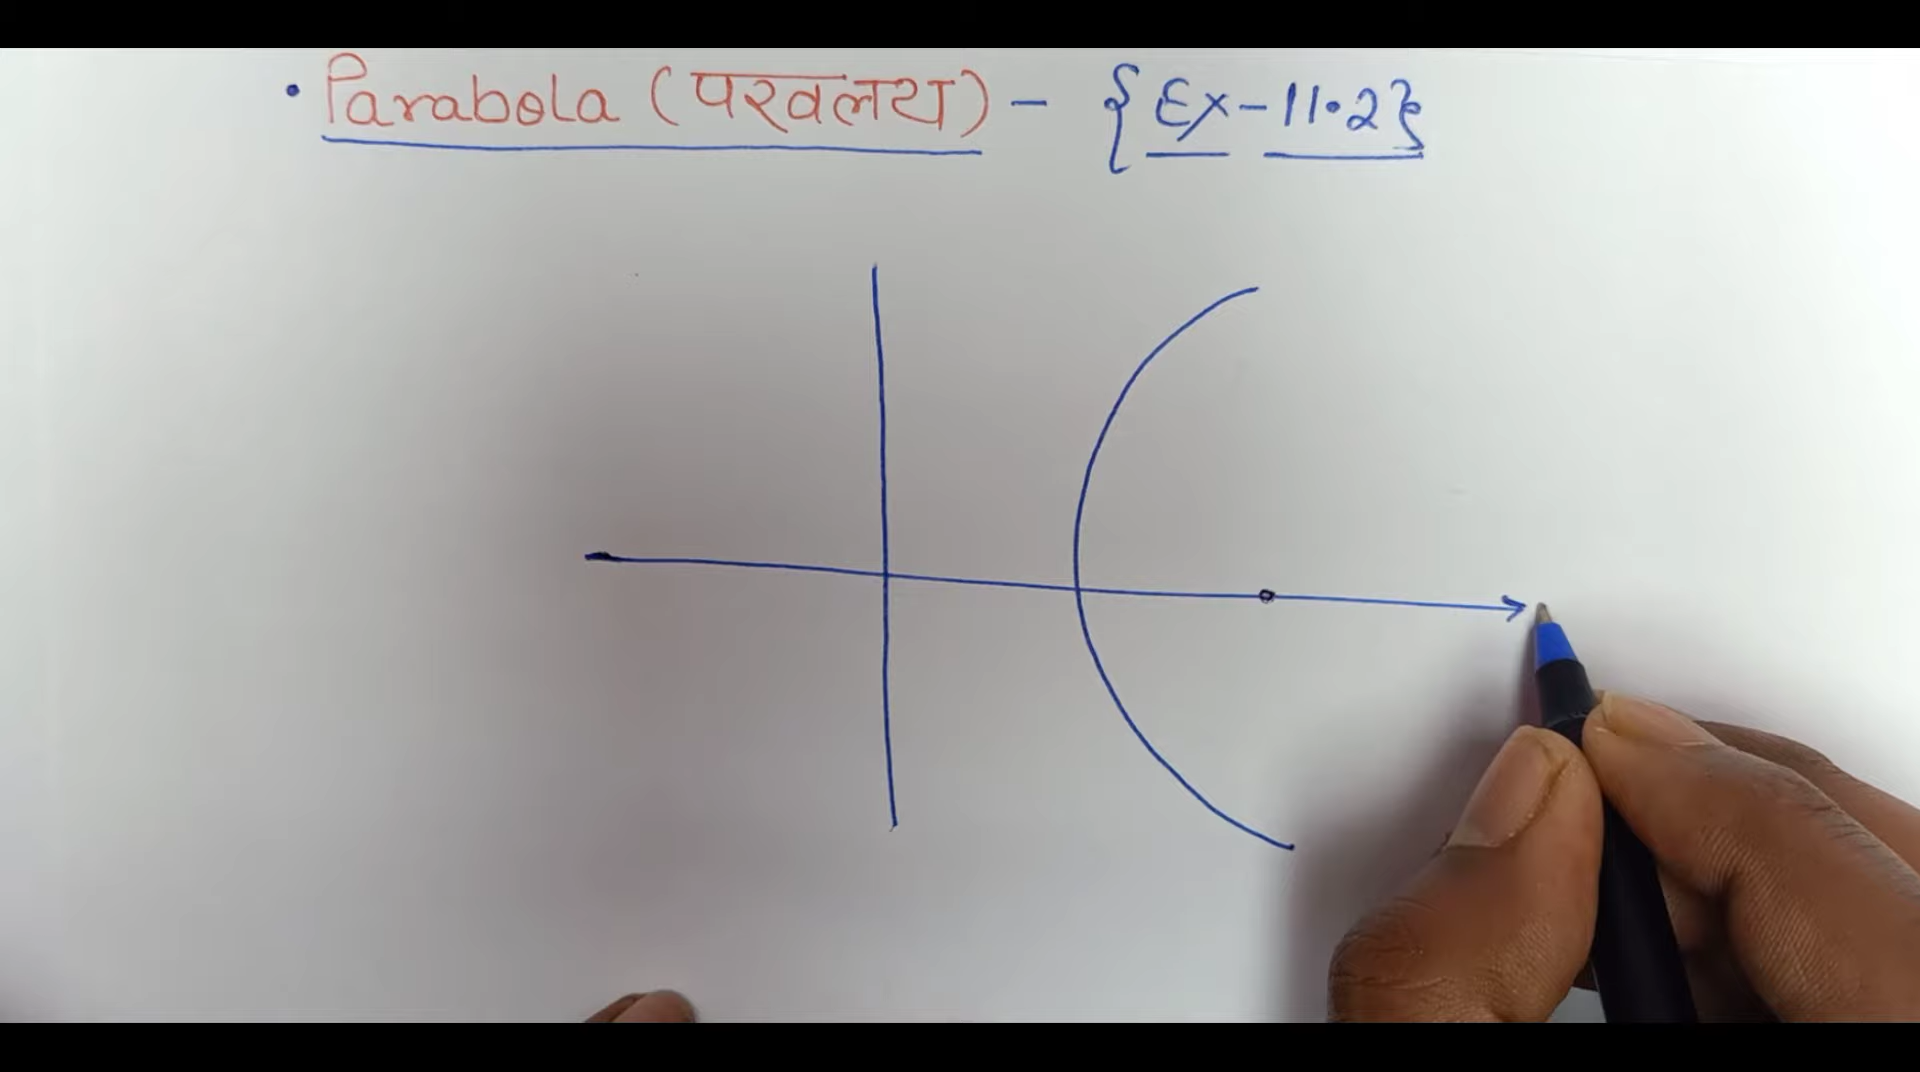 • Parabola (परवलय) – {Ex-11.2}